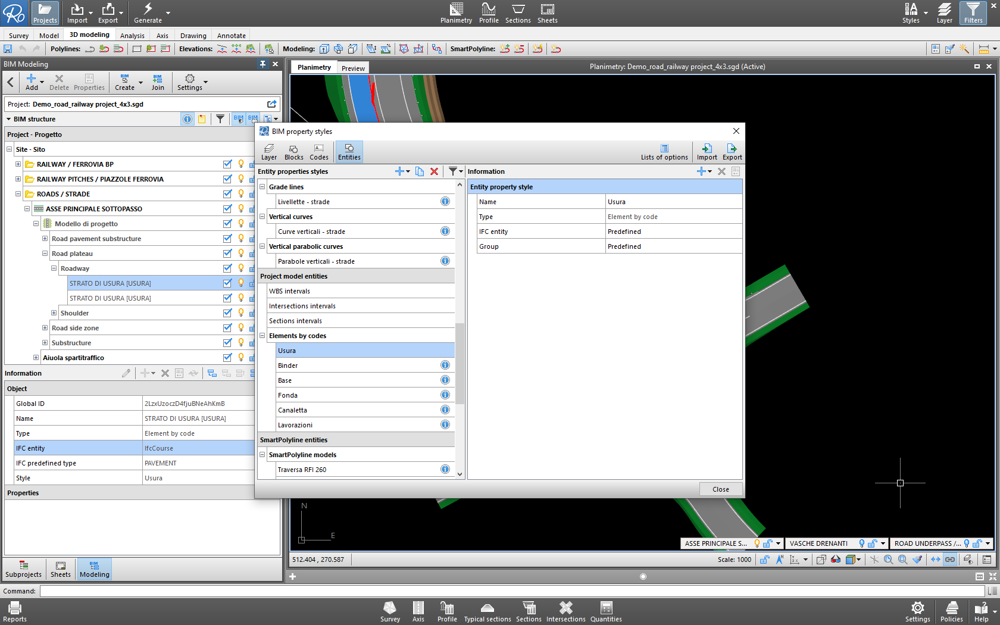 Ro
Projects
Import
Export
Generate
Planimetry
Profile
Sections
Sheets
Styles
Layer
Filters
Survey
Model
3D modeling
Analysis
Axis
Drawing
Annotate
Polylines:
Elevations:
Modeling:
SmartPolyline:
BIM Modeling
Planimetry
Preview
Planimetry: Demo_road_railway project_4x3.sgd (Active)
Add
Delete
Properties
BIM
Create
BIM
Join
Settings
Project: Demo_road_railway project_4x3.sgd
BIM structure
BIM
BIM
Project - Progetto
Site - Sito
RAILWAY / FERROVIA BP
RAILWAY PITCHES / PIAZZOLE FERROVIA
ROADS / STRADE
ASSE PRINCIPALE SOTTOPASSO
Modello di progetto
Road pavement substructure
Road plateau
Roadway
STRATO DI USURA [USURA]
STRATO DI USURA [USURA]
Shoulder
Road side zone
Substructure
Aiuola spartitraffico
Information
Object
Global ID 2LzxUzoczD4fjuBNeAhKmB
Name STRATO DI USURA [USURA]
Type Element by code
IFC entity IfcCourse
IFC predefined type PAVEMENT
Style Usura
Properties
Subprojects
Sheets
BIM
Modeling
Ro BIM property styles
Layer
Blocks
A...
Codes
Entities
Lists of options
Import
Export
Entity properties styles
Grade lines
Livellette - strade
Vertical curves
Curve verticali - strade
Vertical parabolic curves
Parabole verticali - strade
Project model entities
WBS intervals
Intersections intervals
Sections intervals
Elements by codes
Usura
Binder
Base
Fonda
Canaletta
Lavorazioni
SmartPolyline entities
SmartPolyline models
Traversa RFI 260
Information
Entity property style
Name Usura
Type Element by code
IFC entity Predefined
Group Predefined
Close
N
E
ASSE PRINCIPALE S...
VASCHE DRENANTI
ROAD UNDERPASS /...
512.404 , 270.587
Scale: 1000
Command:
Reports
Survey
Axis
Profile
Typical sections
Sections
Intersections
Quantities
Settings
Policies
Help